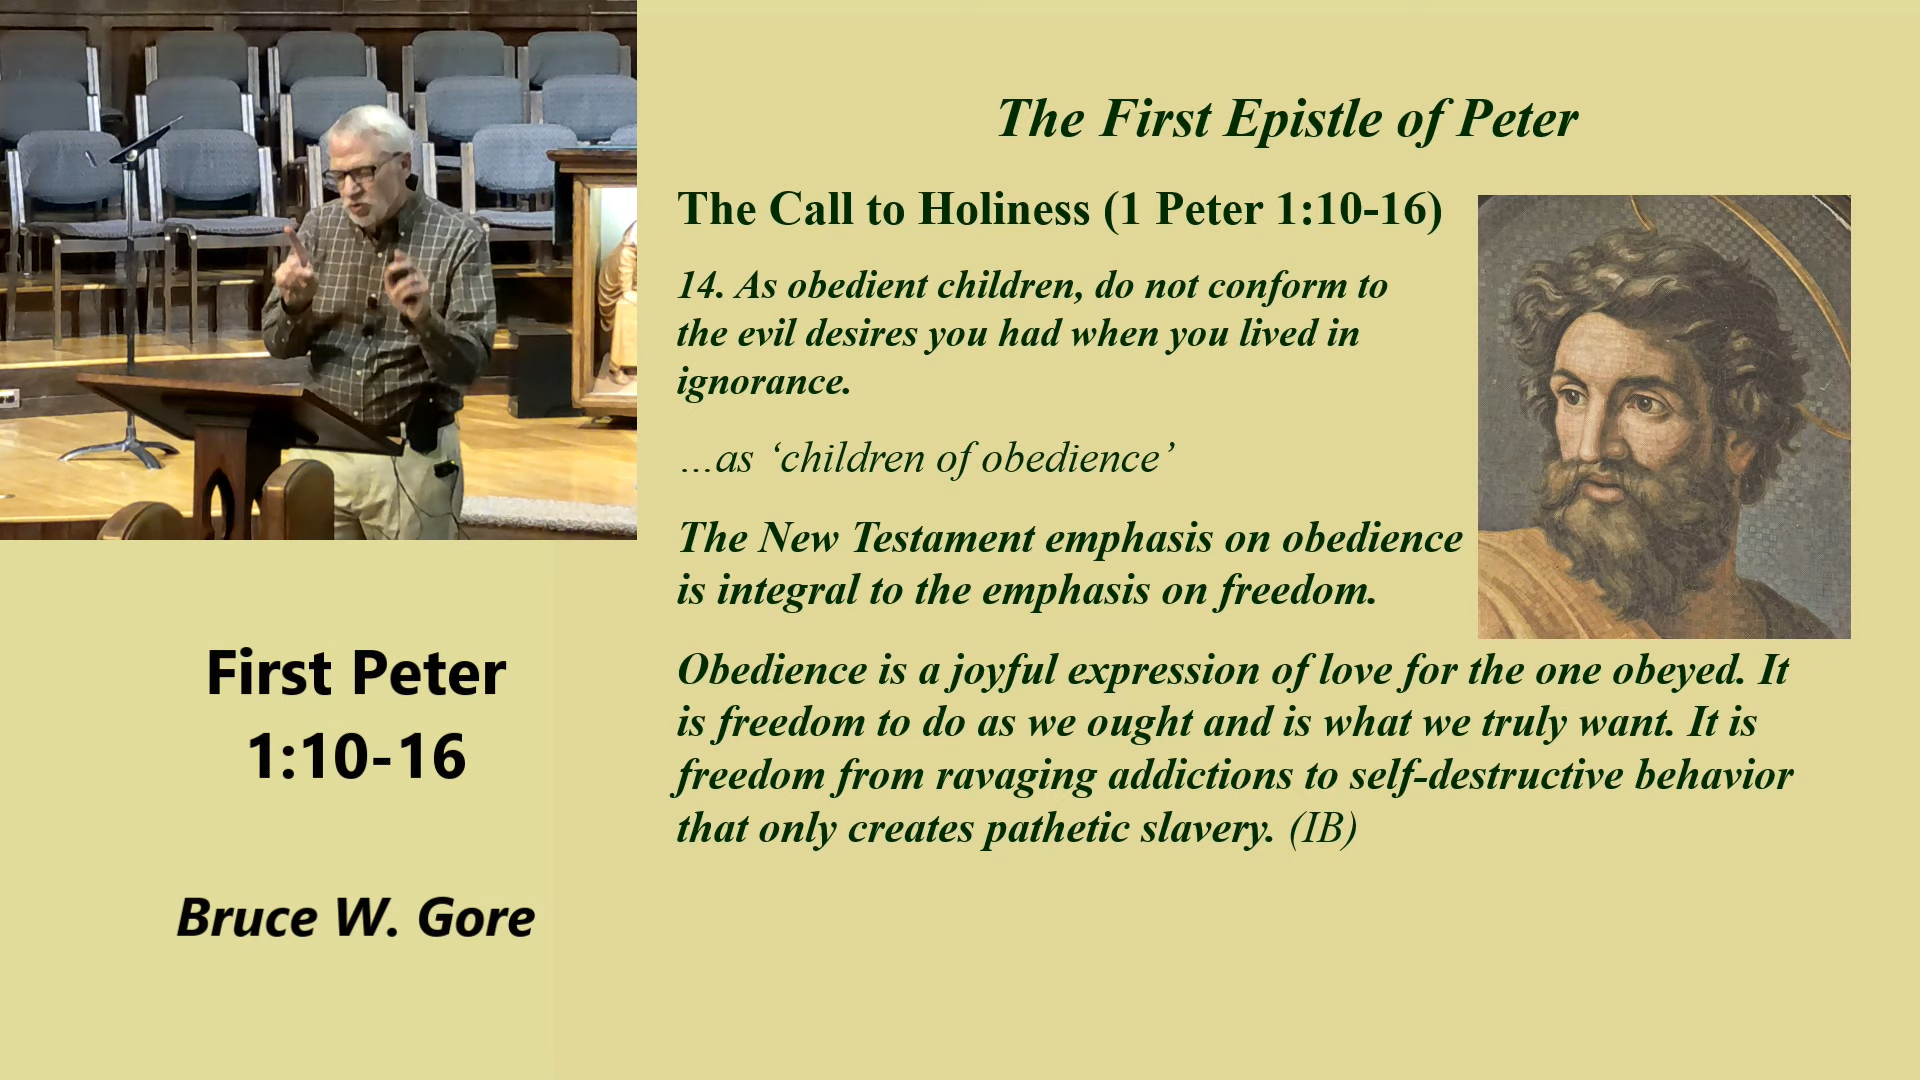 The First Epistle of Peter
The Call to Holiness (1 Peter 1:10-16)
14. As obedient children, do not conform to
the evil desires you had when you lived in
ignorance.
…as ‘children of obedience’
The New Testament emphasis on obedience
is integral to the emphasis on freedom.
Obedience is a joyful expression of love for the one obeyed. It
is freedom to do as we ought and is what we truly want. It is
freedom from ravaging addictions to self-destructive behavior
that only creates pathetic slavery. (IB)
First Peter
1:10-16
Bruce W. Gore